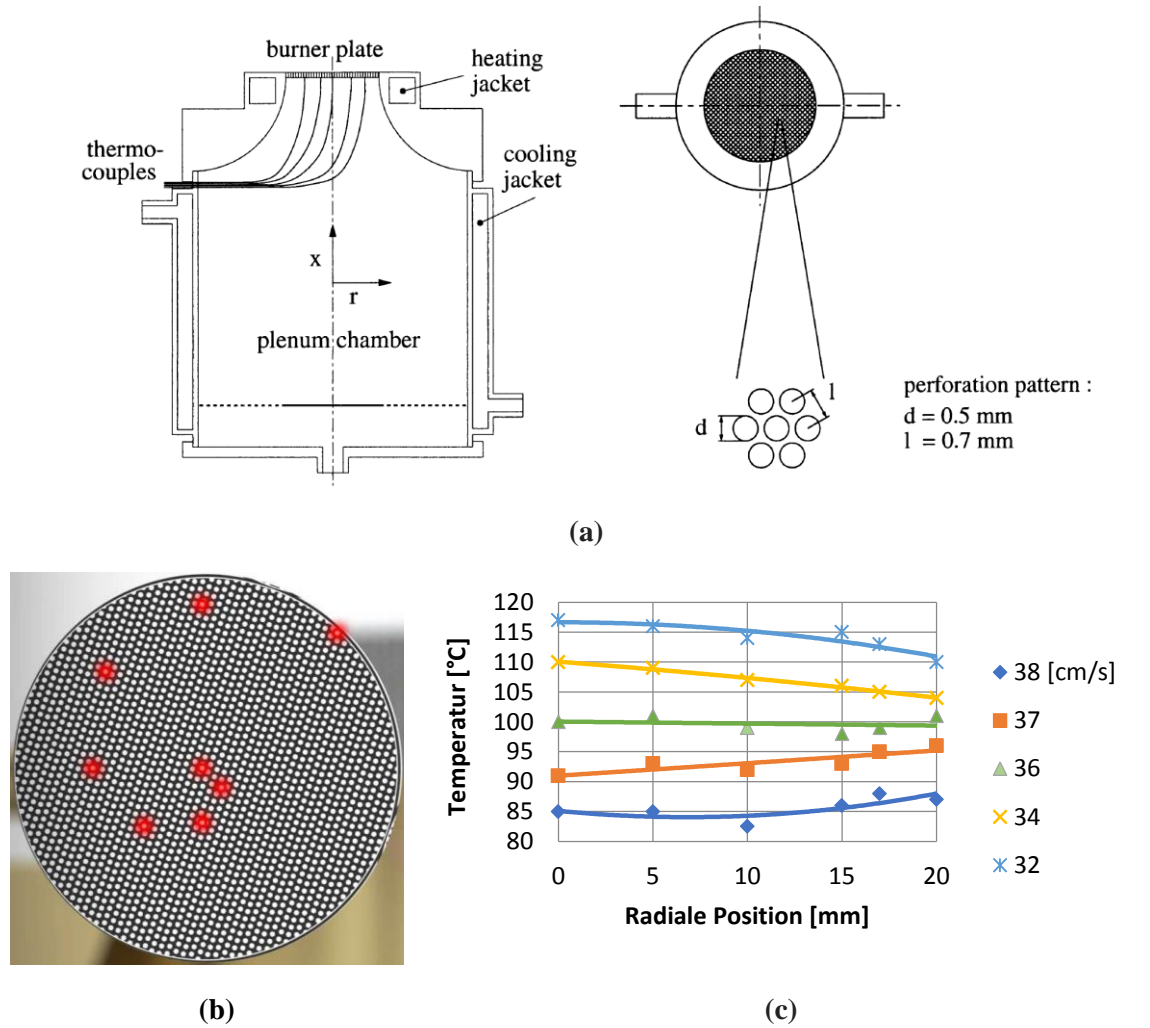 burner plate
heating
jacket
thermo-
couples
cooling
jacket
x
r
plenum chamber
l
d
perforation pattern :
d = 0.5 mm
l = 0.7 mm
(a)
(b)
Temperatur [°C]
120
115
110
105
100
95
90
85
80
0 5 10 15 20
Radiale Position [mm]
38 [cm/s]
37
36
34
32
(c)